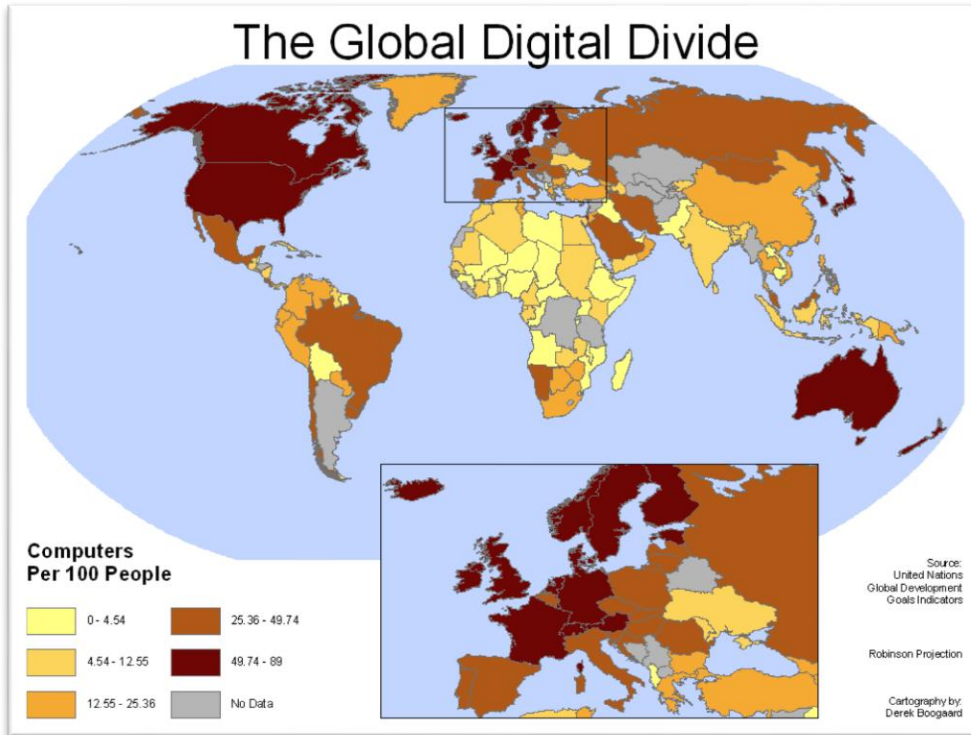 The Global Digital Divide
Computers
Per 100 People
0 - 4.54
25.36 - 49.74
4.54 - 12.55
49.74 - 89
12.55 - 25.36
No Data
Source:
United Nations
Global Development
Goals Indicators
Robinson Projection
Cartography by:
Derek Boogaard